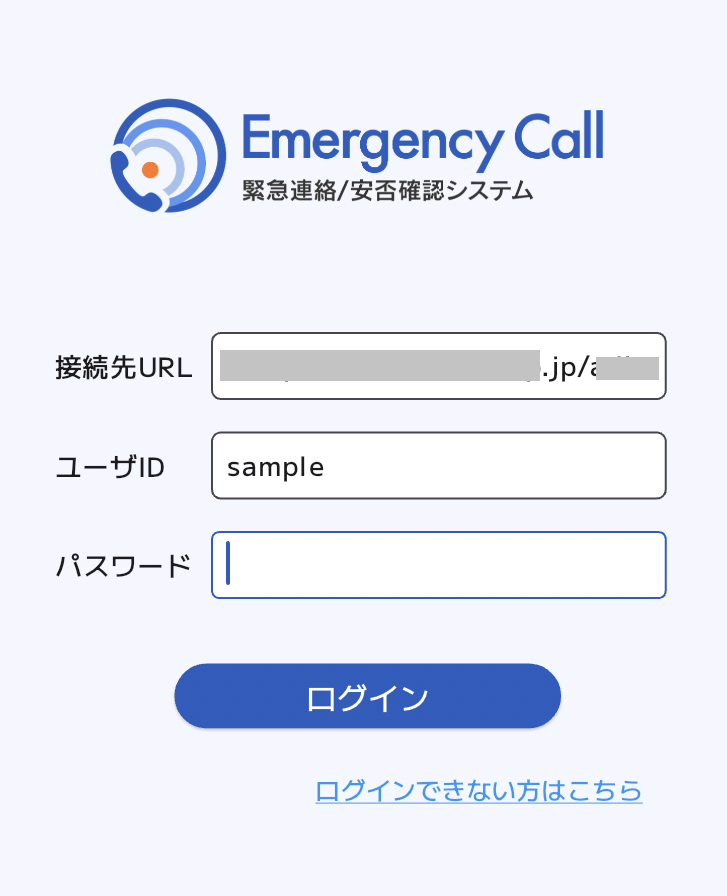 Emergency Call
緊急連絡/安否確認システム
接続先URL .jp/
ユーザID sample
パスワード
ログイン
ログインできない方はこちら